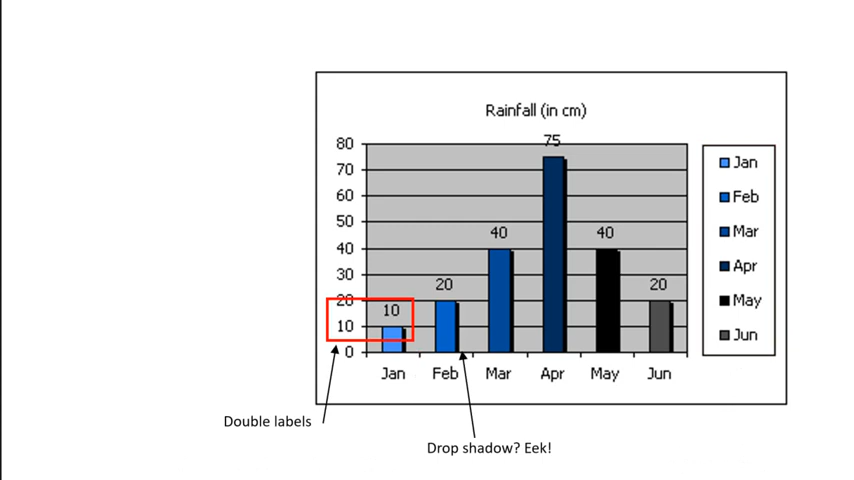 Rainfall (in cm)
80
70
60
50
40
30
20
10
0
10
20
40
75
40
20
Jan
Feb
Mar
Apr
May
Jun
Jan
Feb
Mar
Apr
May
Jun
Double labels
Drop shadow? Eek!